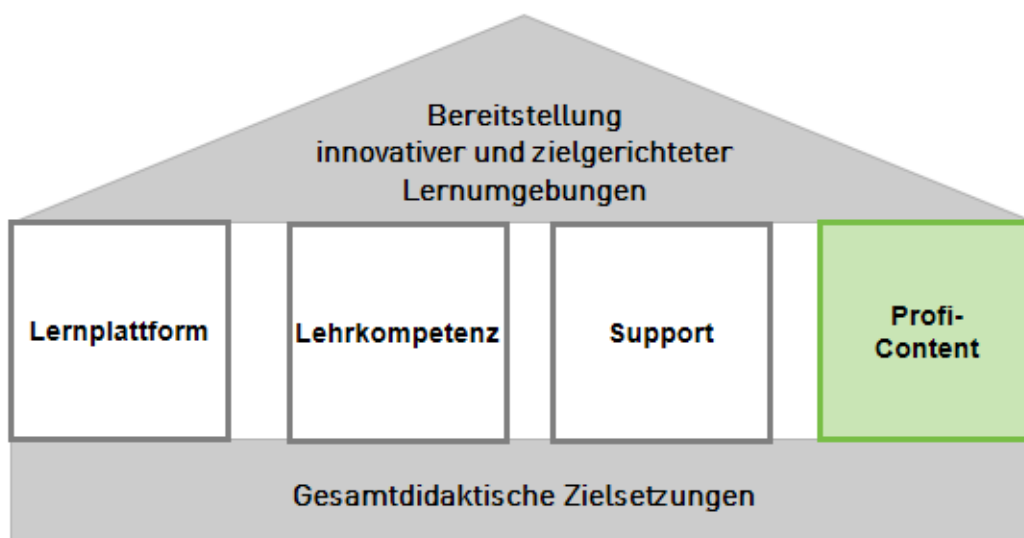 Bereitstellung
innovativer und zielgerichteter
Lernumgebungen
Lernplattform
Lehrkompetenz
Support
Profi-
Content
Gesamtdidaktische Zielsetzungen